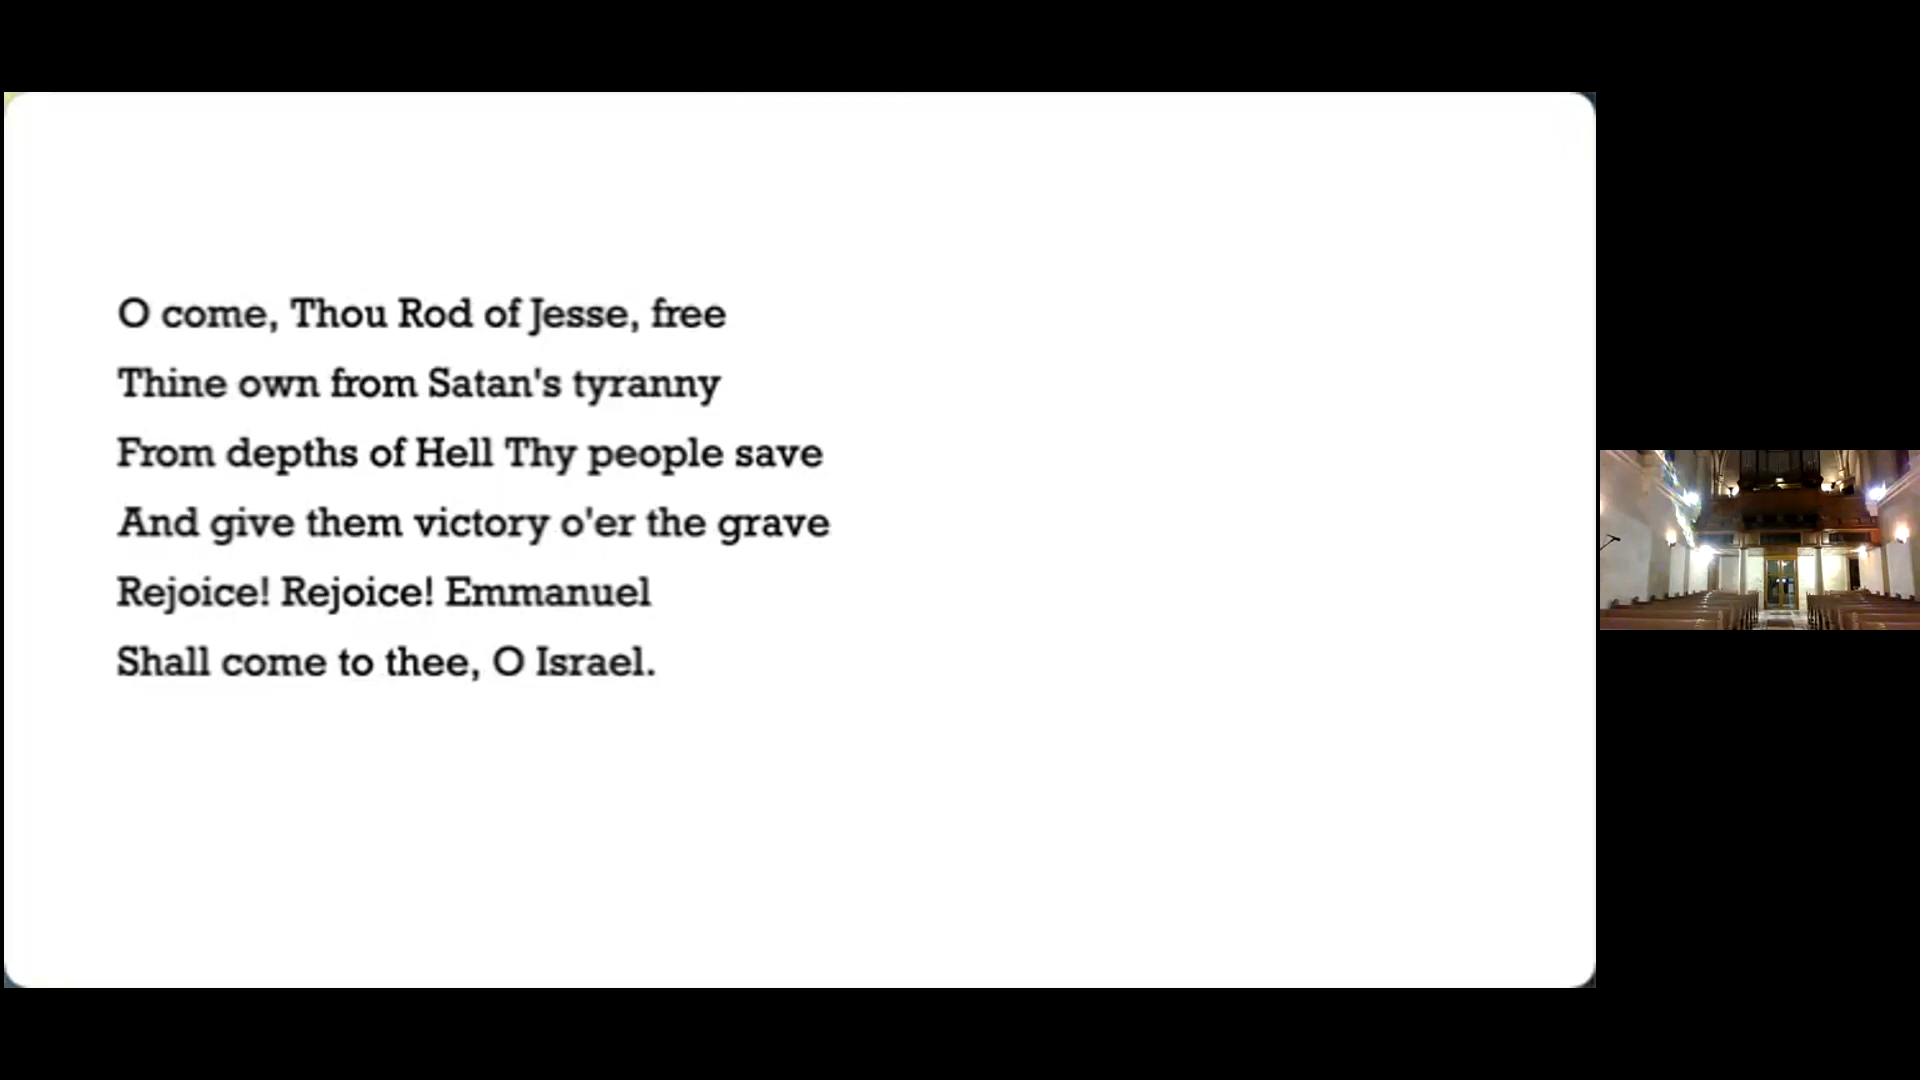 O come, Thou Rod of Jesse, free
Thine own from Satan's tyranny
From depths of Hell Thy people save
And give them victory o'er the grave
Rejoice! Rejoice! Emmanuel
Shall come to thee, O Israel.